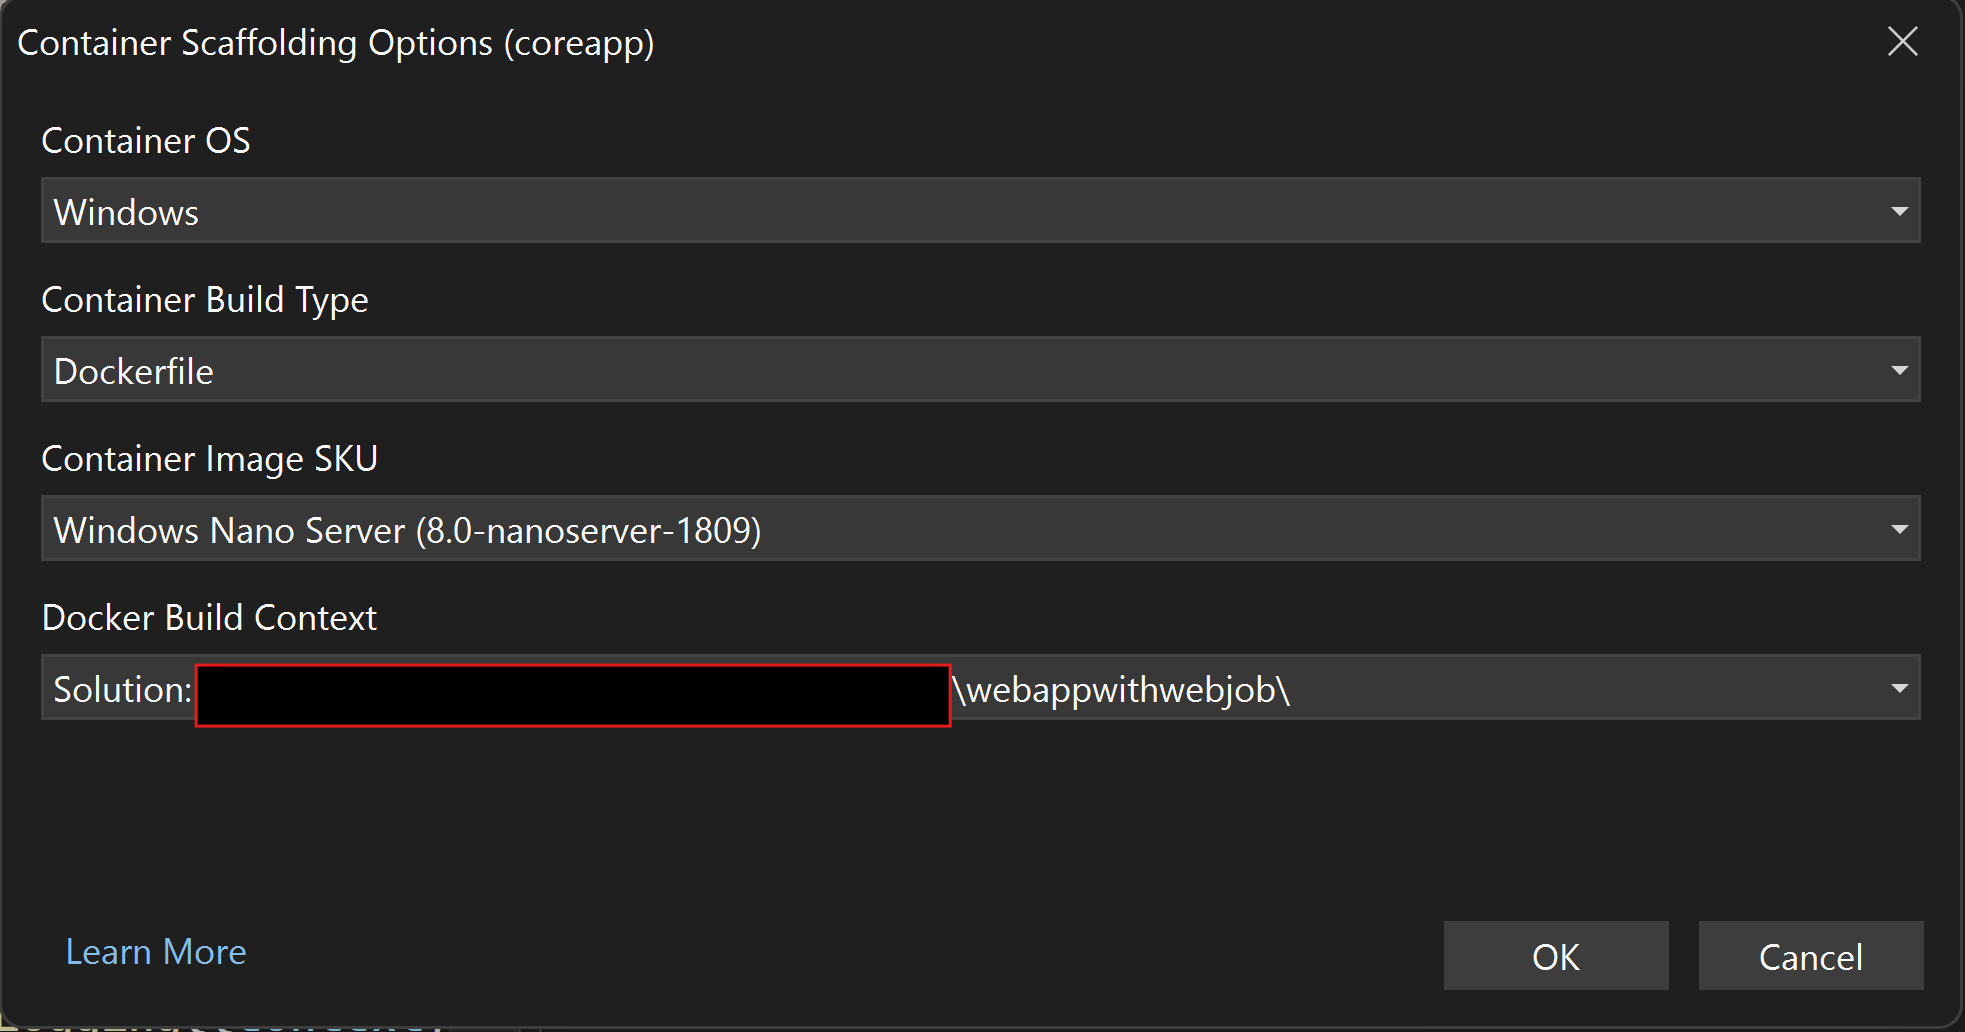 Container Scaffolding Options (coreapp)
Container OS
Windows
Container Build Type
Dockerfile
Container Image SKU
Windows Nano Server (8.0-nanoserver-1809)
Docker Build Context
Solution: \webappwithwebjob\
Learn More
OK
Cancel